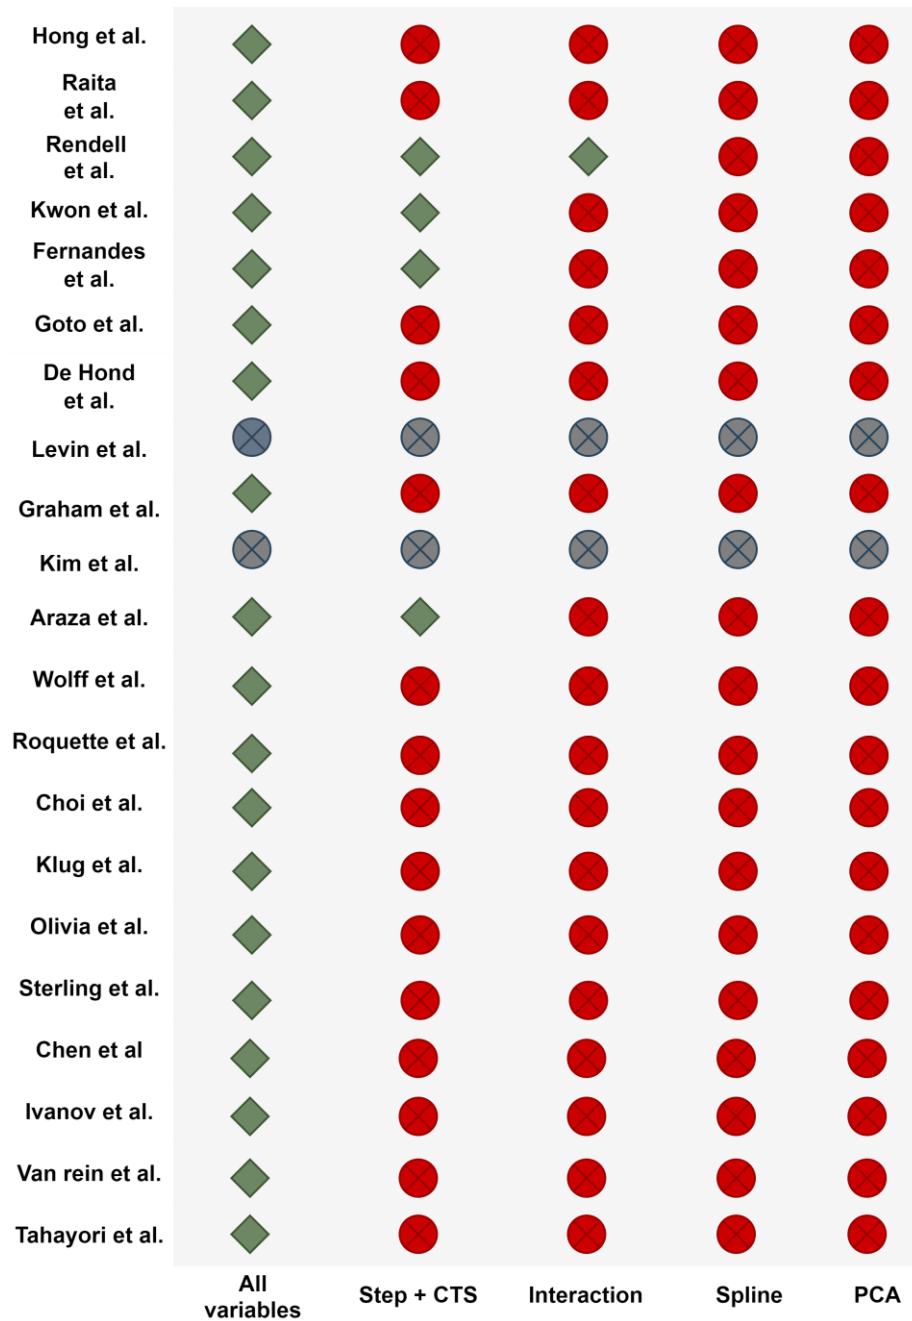 Hong et al.
Raita
et al.
Rendell
et al.
Kwon et al.
Fernandes
et al.
Goto et al.
De Hond
et al.
Levin et al.
Graham et al.
Kim et al.
Araza et al.
Wolff et al.
Roquette et al.
Choi et al.
Klug et al.
Olivia et al.
Sterling et al.
Chen et al
Ivanov et al.
Van rein et al.
Tahayori et al.
All
variables
Step + CTS
Interaction
Spline
PCA